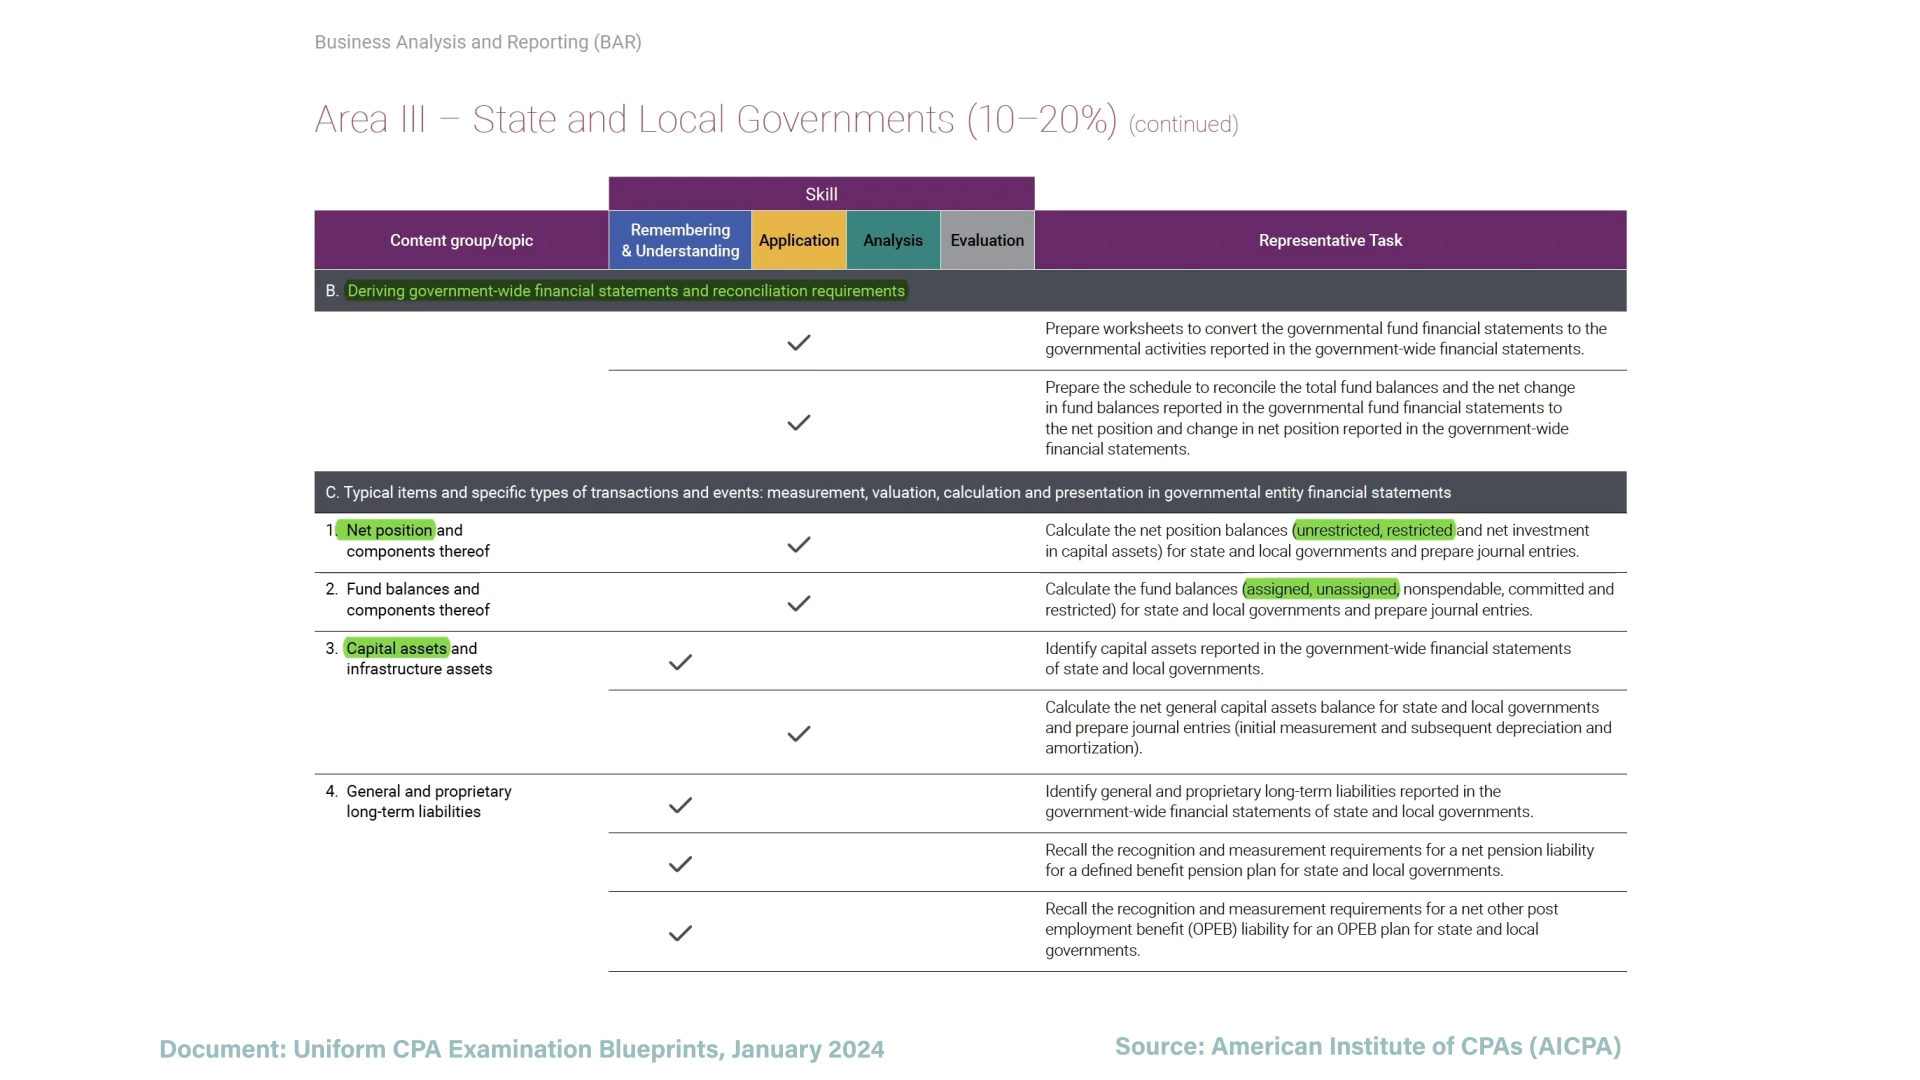 Business Analysis and Reporting (BAR)
Area III – State and Local Governments (10–20%) (continued)
Skill
Content group/topic
Remembering
& Understanding
Application
Analysis
Evaluation
Representative Task
B. Deriving government-wide financial statements and reconciliation requirements
Prepare worksheets to convert the governmental fund financial statements to the
governmental activities reported in the government-wide financial statements.
Prepare the schedule to reconcile the total fund balances and the net change
in fund balances reported in the governmental fund financial statements to
the net position and change in net position reported in the government-wide
financial statements.
C. Typical items and specific types of transactions and events: measurement, valuation, calculation and presentation in governmental entity financial statements
1. Net position and
components thereof
Calculate the net position balances (unrestricted, restricted and net investment
in capital assets) for state and local governments and prepare journal entries.
2. Fund balances and
components thereof
Calculate the fund balances (assigned, unassigned, nonspendable, committed and
restricted) for state and local governments and prepare journal entries.
3. Capital assets and
infrastructure assets
Identify capital assets reported in the government-wide financial statements
of state and local governments.
Calculate the net general capital assets balance for state and local governments
and prepare journal entries (initial measurement and subsequent depreciation and
amortization).
4. General and proprietary
long-term liabilities
Identify general and proprietary long-term liabilities reported in the
government-wide financial statements of state and local governments.
Recall the recognition and measurement requirements for a net pension liability
for a defined benefit pension plan for state and local governments.
Recall the recognition and measurement requirements for a net other post
employment benefit (OPEB) liability for an OPEB plan for state and local
governments.
Document: Uniform CPA Examination Blueprints, January 2024
Source: American Institute of CPAs (AICPA)